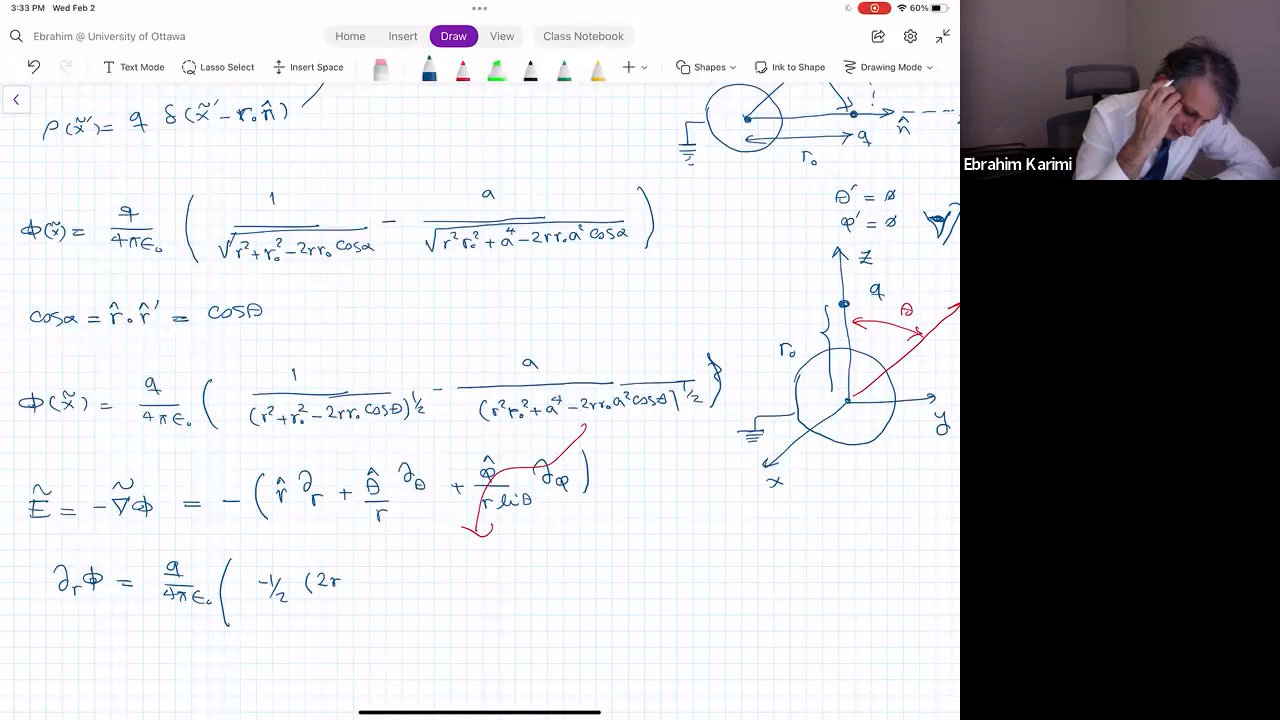 3:33 PM Wed Feb 2
60%
Ebrahim @ University of Ottawa
Home Insert Draw View Class Notebook
Text Mode Lasso Select Insert Space Shapes Ink to Shape Drawing Mode
ρ(x̃′) = q δ(x̃′ − r₀n̂)
n̂
q
r₀
θ′ = ø
φ′ = ø
Φ(x̃) = q/4πε₀ ( 1/√(r² + r₀² − 2rr₀ cosα) − a/√(r²r₀² + a⁴ − 2rr₀a² cosα) )
z
q
θ
cosα = r̂ · r̂′ = cosθ
r₀
Φ(x̃) = q/4πε₀ ( 1/(r² + r₀² − 2rr₀ cosθ)^½ − a/(r²r₀² + a⁴ − 2rr₀a² cosθ)^½ )
y
x
Ẽ = −∇̃Φ = −( r̂ ∂r + θ̂/r ∂θ + φ̂/(r sinθ) ∂φ )
∂rΦ = q/4πε₀ ( −½ (2r
Ebrahim Karimi